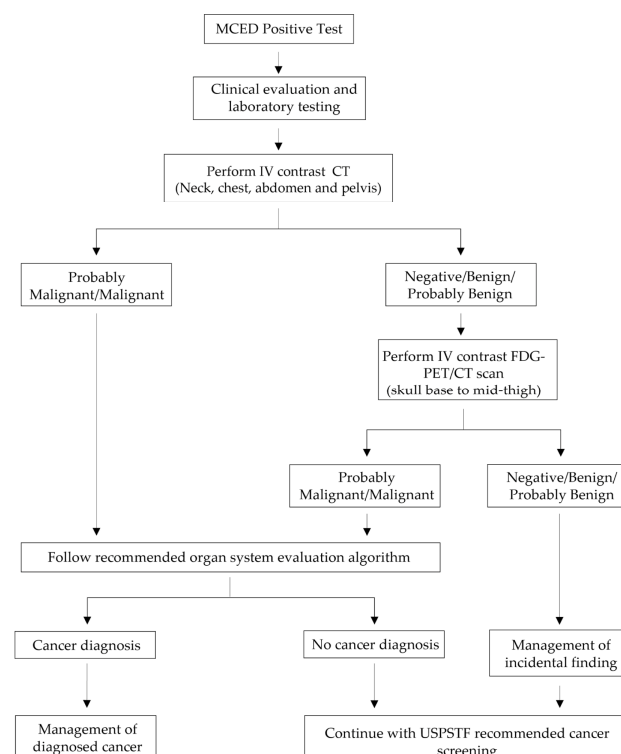 MCED Positive Test
Clinical evaluation and
laboratory testing
Perform IV contrast CT
(Neck, chest, abdomen and pelvis)
Probably
Malignant/Malignant
Negative/Benign/
Probably Benign
Perform IV contrast FDG-
PET/CT scan
(skull base to mid-thigh)
Probably
Malignant/Malignant
Negative/Benign/
Probably Benign
Follow recommended organ system evaluation algorithm
Cancer diagnosis
No cancer diagnosis
Management of
incidental finding
Management of
diagnosed cancer
Continue with USPSTF recommended cancer
screening